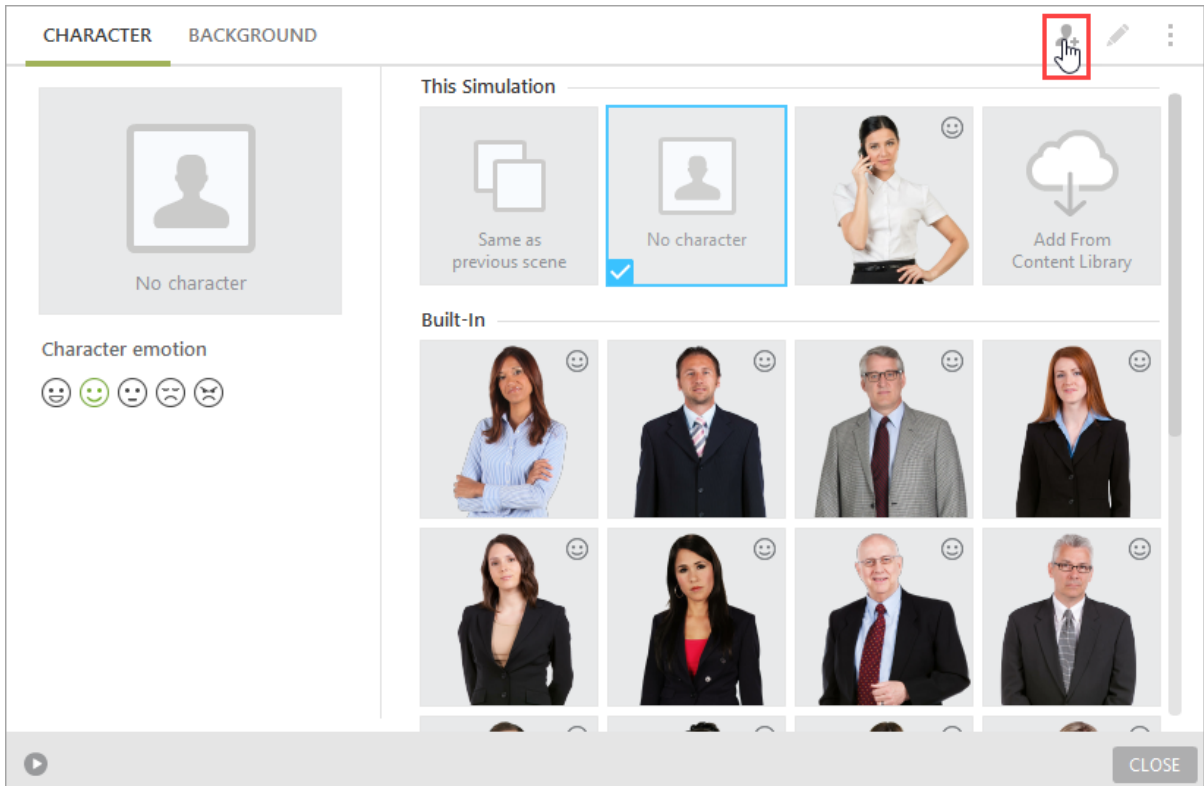 CHARACTER BACKGROUND
This Simulation
No character
Character emotion
Same as
previous scene
No character
Add From
Content Library
Built-In
CLOSE